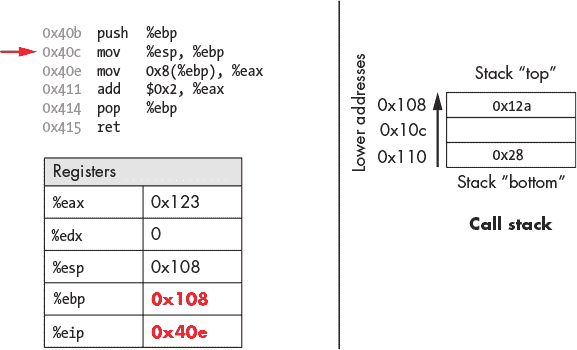 0x40b push %ebp
0x40c mov %esp, %ebp
0x40e mov 0x8(%ebp), %eax
0x411 add $0x2, %eax
0x414 pop %ebp
0x415 ret
Registers
%eax 0x123
%edx 0
%esp 0x108
%ebp 0x108
%eip 0x40e
Lower addresses
Stack “top”
0x108 0x12a
0x10c
0x110 0x28
Stack “bottom”
Call stack